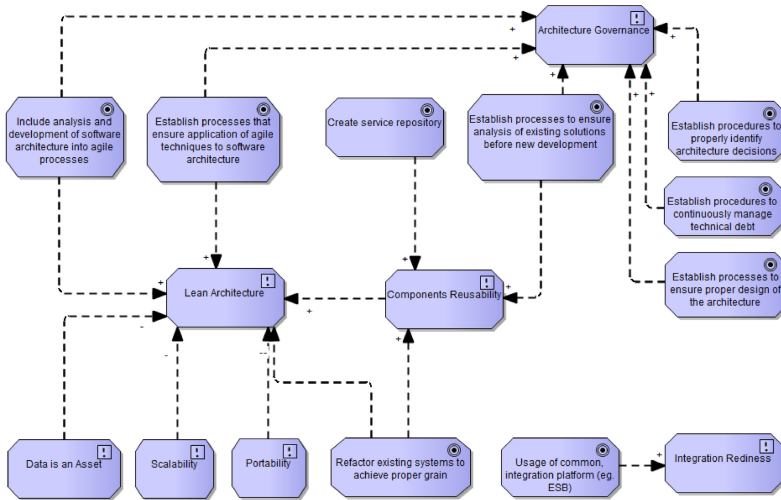 Architecture Governance
+
+
+
+
+
+
Include analysis and
development of software
architecture into agile
processes
Establish processes that
ensure application of agile
techniques to software
architecture
Create service repository
Establish processes to ensure
analysis of existing solutions
before new development
Establish procedures to
properly identify
architecture decisions
Establish procedures to
continuously manage
technical debt
Establish processes to
ensure proper design of
the architecture
+
+
+
+
Lean Architecture
+
Components Reusability
+
-
-
--
Data is an Asset
Scalability
Portability
Refactor existing systems to
achieve proper grain
Usage of common,
integration platform (eg.
ESB)
+
Integration Rediness